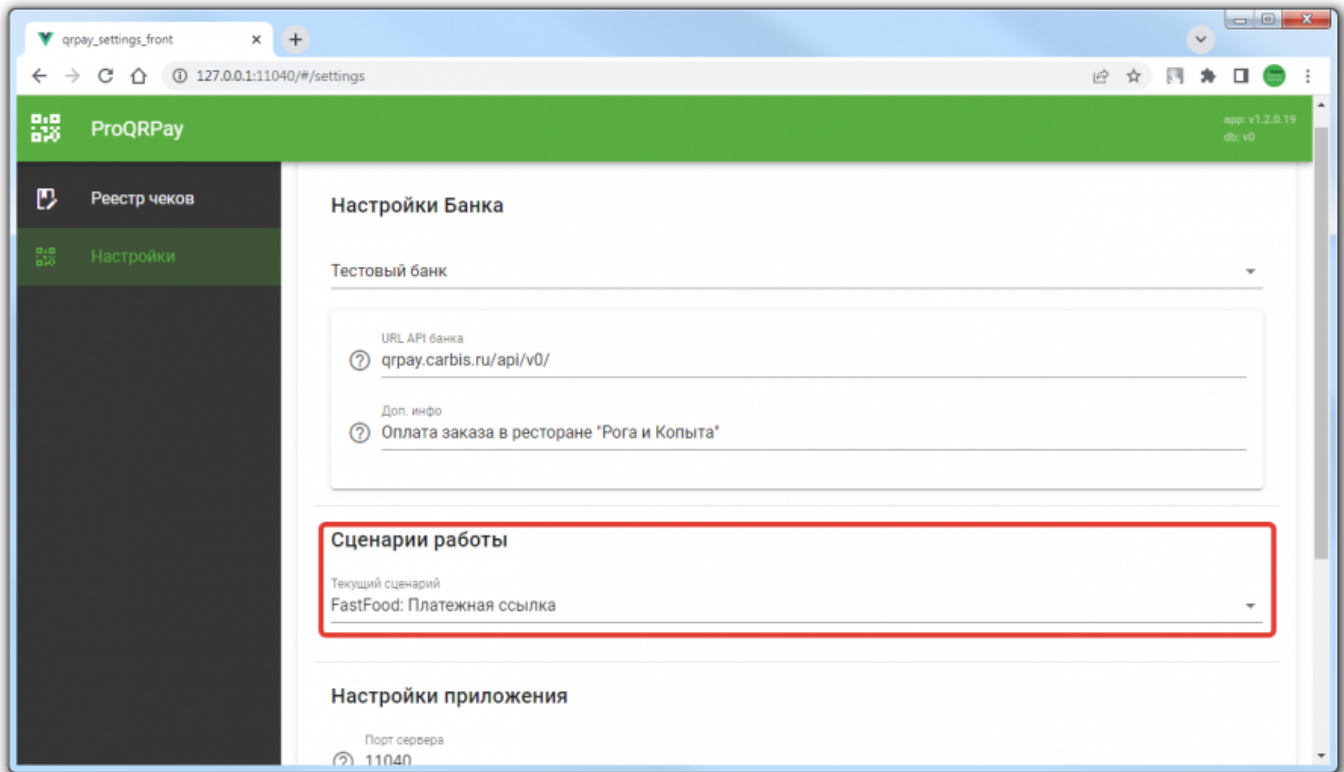 qrpay_settings_front
127.0.0.1:11040/#/settings
ProQRPay
app: v1.2.0.19
db: v0
Реестр чеков
Настройки
Настройки Банка
Тестовый банк
URL API банка
qrpay.carbis.ru/api/v0/
Доп. инфо
Оплата заказа в ресторане "Рога и Копыта"
Сценарии работы
Текущий сценарий
FastFood: Платежная ссылка
Настройки приложения
Порт сервера
11040